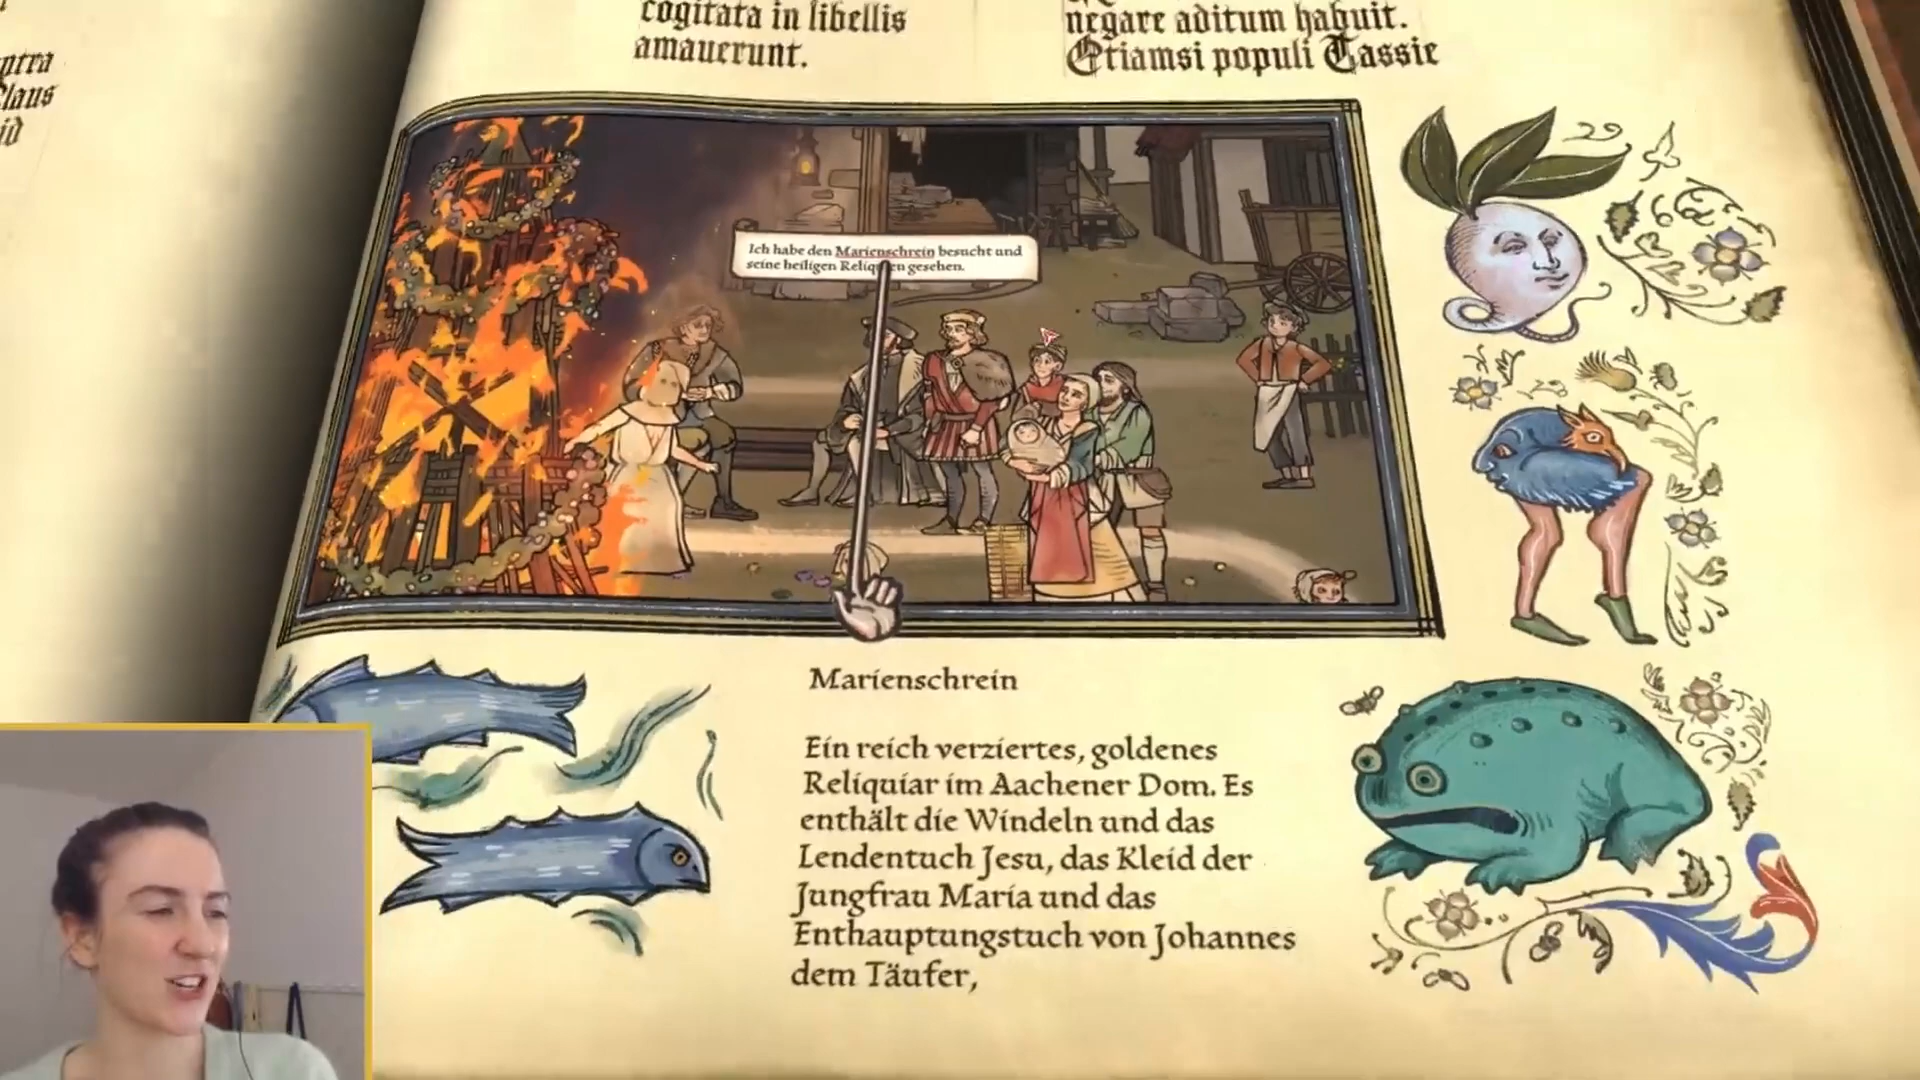 cogitata in libellis
amauerunt.
negare aditum habuit.
Etiamsi populi Tassie
Ich habe den Marienschrein besucht und
seine heiligen gesehen.
Marienschrein
Ein reich verziertes, goldenes
Reliquiar im Aachener Dom. Es
enthält die Windeln und das
Lendentuch Jesu, das Kleid der
Jungfrau Maria und das
Enthauptungstuch von Johannes
dem Täufer,